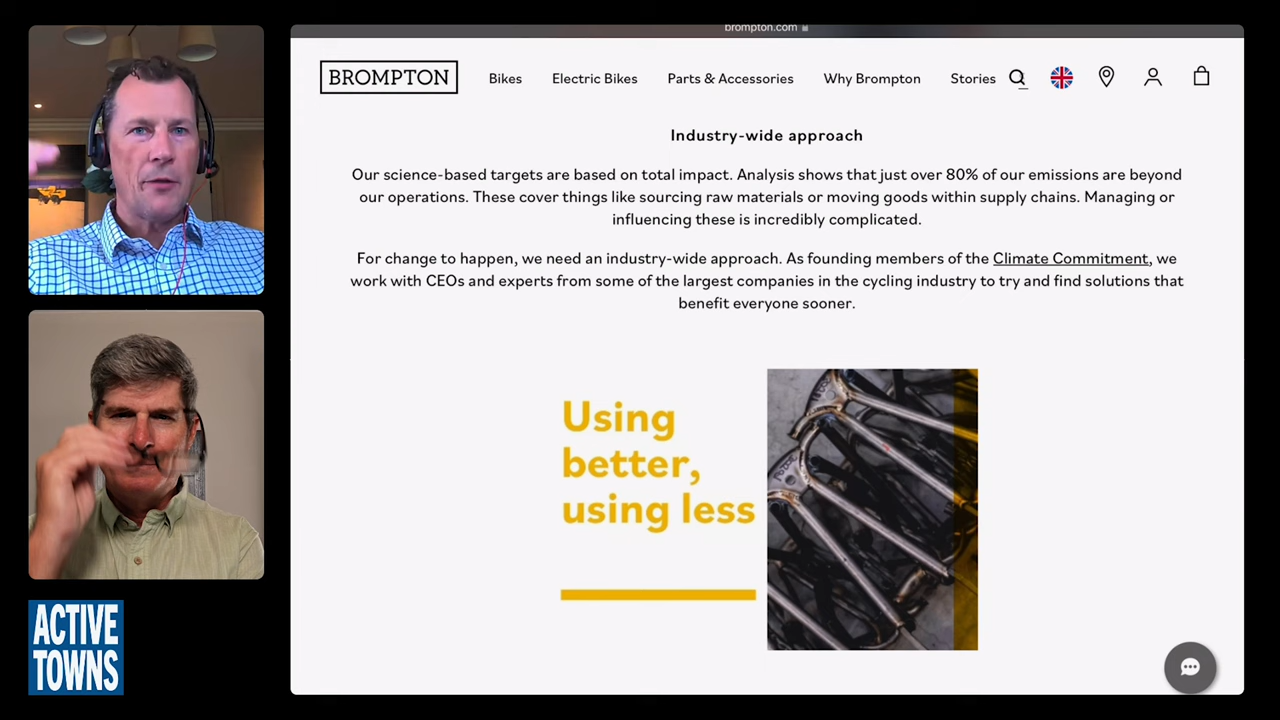 brompton.com
BROMPTON
Bikes
Electric Bikes
Parts & Accessories
Why Brompton
Stories
Industry-wide approach
Our science-based targets are based on total impact. Analysis shows that just over 80% of our emissions are beyond
our operations. These cover things like sourcing raw materials or moving goods within supply chains. Managing or
influencing these is incredibly complicated.
For change to happen, we need an industry-wide approach. As founding members of the Climate Commitment, we
work with CEOs and experts from some of the largest companies in the cycling industry to try and find solutions that
benefit everyone sooner.
Using
better,
using less
ACTIVE
TOWNS